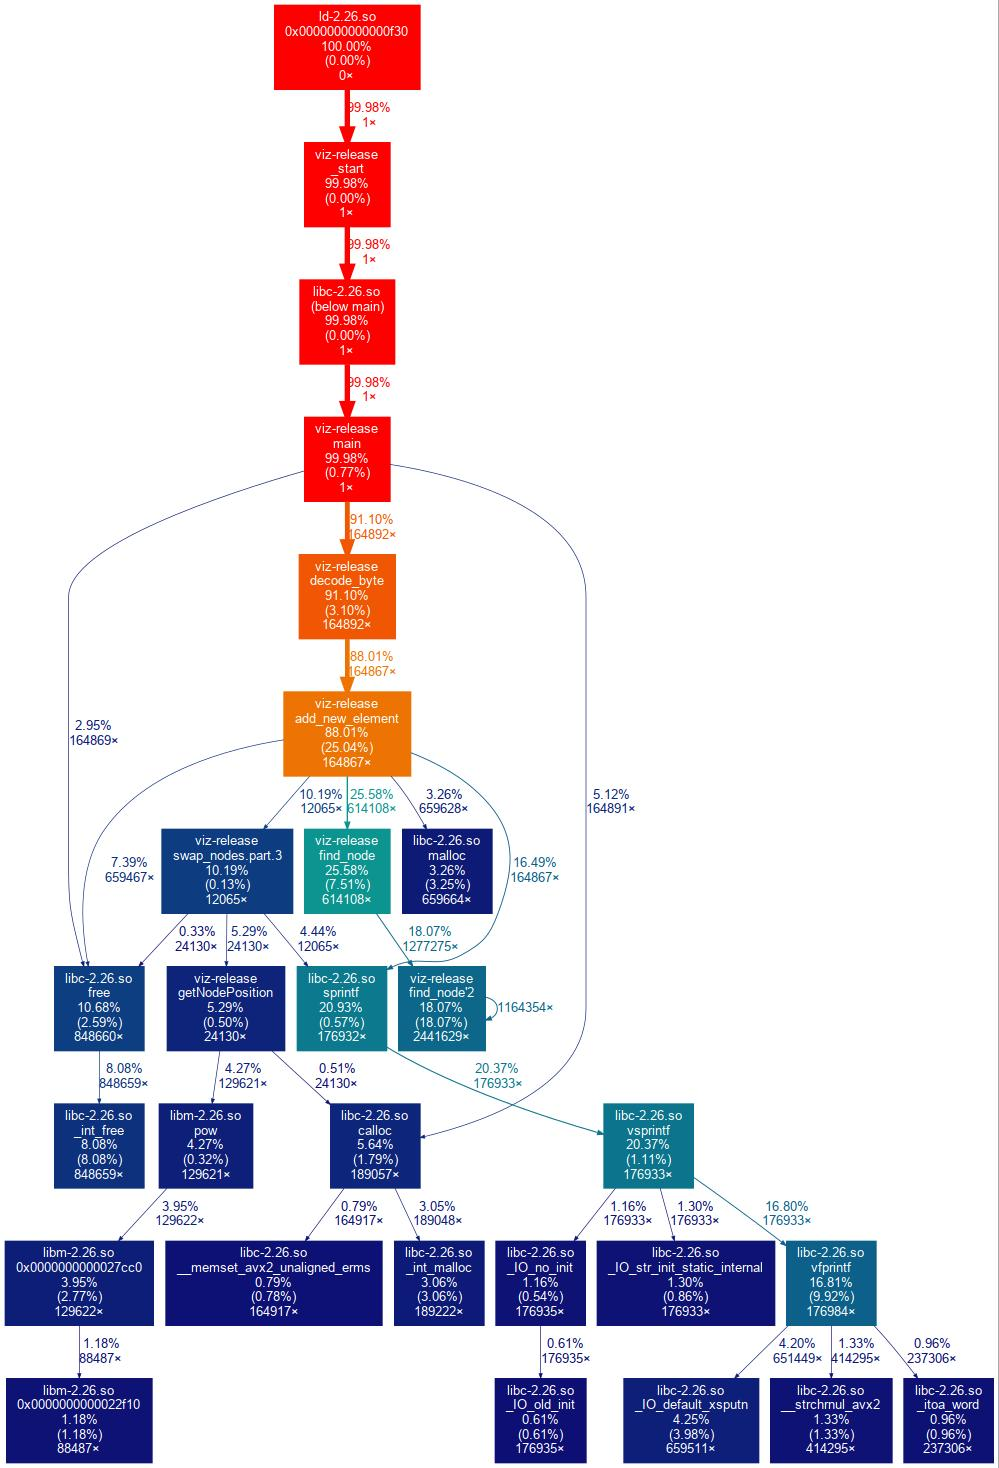 ld-2.26.so
0x0000000000000f30
100.00%
(0.00%)
0×
99.98%
1×
viz-release
_start
99.98%
(0.00%)
1×
99.98%
1×
libc-2.26.so
(below main)
99.98%
(0.00%)
1×
99.98%
1×
viz-release
main
99.98%
(0.77%)
1×
91.10%
164892×
viz-release
decode_byte
91.10%
(3.10%)
164892×
88.01%
164867×
viz-release
add_new_element
88.01%
(25.04%)
164867×
2.95%
164869×
5.12%
164891×
10.19%
12065×
25.58%
614108×
3.26%
659628×
7.39%
659467×
16.49%
164867×
viz-release
swap_nodes.part.3
10.19%
(0.13%)
12065×
viz-release
find_node
25.58%
(7.51%)
614108×
libc-2.26.so
malloc
3.26%
(3.25%)
659664×
0.33%
24130×
5.29%
24130×
4.44%
12065×
18.07%
1277275×
libc-2.26.so
free
10.68%
(2.59%)
848660×
viz-release
getNodePosition
5.29%
(0.50%)
24130×
libc-2.26.so
sprintf
20.93%
(0.57%)
176932×
viz-release
find_node'2
18.07%
(18.07%)
2441629×
1164354×
8.08%
848659×
4.27%
129621×
0.51%
24130×
20.37%
176933×
libc-2.26.so
_int_free
8.08%
(8.08%)
848659×
libm-2.26.so
pow
4.27%
(0.32%)
129621×
libc-2.26.so
calloc
5.64%
(1.79%)
189057×
libc-2.26.so
vsprintf
20.37%
(1.11%)
176933×
3.95%
129622×
0.79%
164917×
3.05%
189048×
1.16%
176933×
1.30%
176933×
16.80%
176933×
libm-2.26.so
0x0000000000027cc0
3.95%
(2.77%)
129622×
libc-2.26.so
__memset_avx2_unaligned_erms
0.79%
(0.78%)
164917×
libc-2.26.so
_int_malloc
3.06%
(3.06%)
189222×
libc-2.26.so
_IO_no_init
1.16%
(0.54%)
176935×
libc-2.26.so
_IO_str_init_static_internal
1.30%
(0.86%)
176933×
libc-2.26.so
vfprintf
16.81%
(9.92%)
176984×
1.18%
88487×
0.61%
176935×
4.20%
651449×
1.33%
414295×
0.96%
237306×
libm-2.26.so
0x0000000000022f10
1.18%
(1.18%)
88487×
libc-2.26.so
_IO_old_init
0.61%
(0.61%)
176935×
libc-2.26.so
_IO_default_xsputn
4.25%
(3.98%)
659511×
libc-2.26.so
__strchrnul_avx2
1.33%
(1.33%)
414295×
libc-2.26.so
_itoa_word
0.96%
(0.96%)
237306×